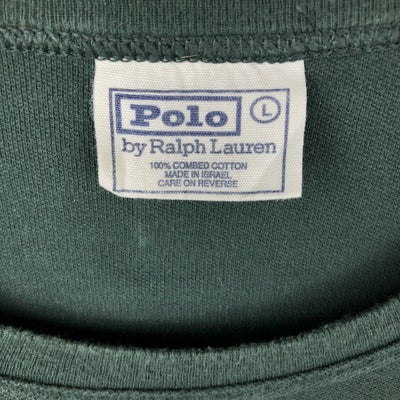 Polo L
by Ralph Lauren
100% COMBED COTTON
MADE IN ISRAEL
CARE ON REVERSE